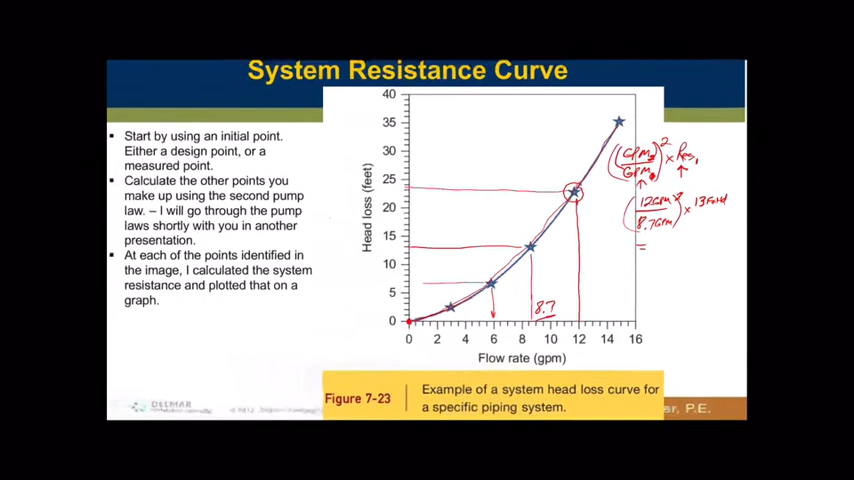 System Resistance Curve
Start by using an initial point.
Either a design point, or a
measured point.
Calculate the other points you
make up using the second pump
law. – I will go through the pump
laws shortly with you in another
presentation.
At each of the points identified in
the image, I calculated the system
resistance and plotted that on a
graph.
40
35
30
25
20
15
10
5
0
Head loss (feet)
0 2 4 6 8 10 12 14 16
Flow rate (gpm)
8.7
(GPM2
GPM1)2 x Res1
(12GPM
8.7GPM)2 x 13
=
Figure 7-23
Example of a system head loss curve for
a specific piping system.
DELMAR
ar, P.E.